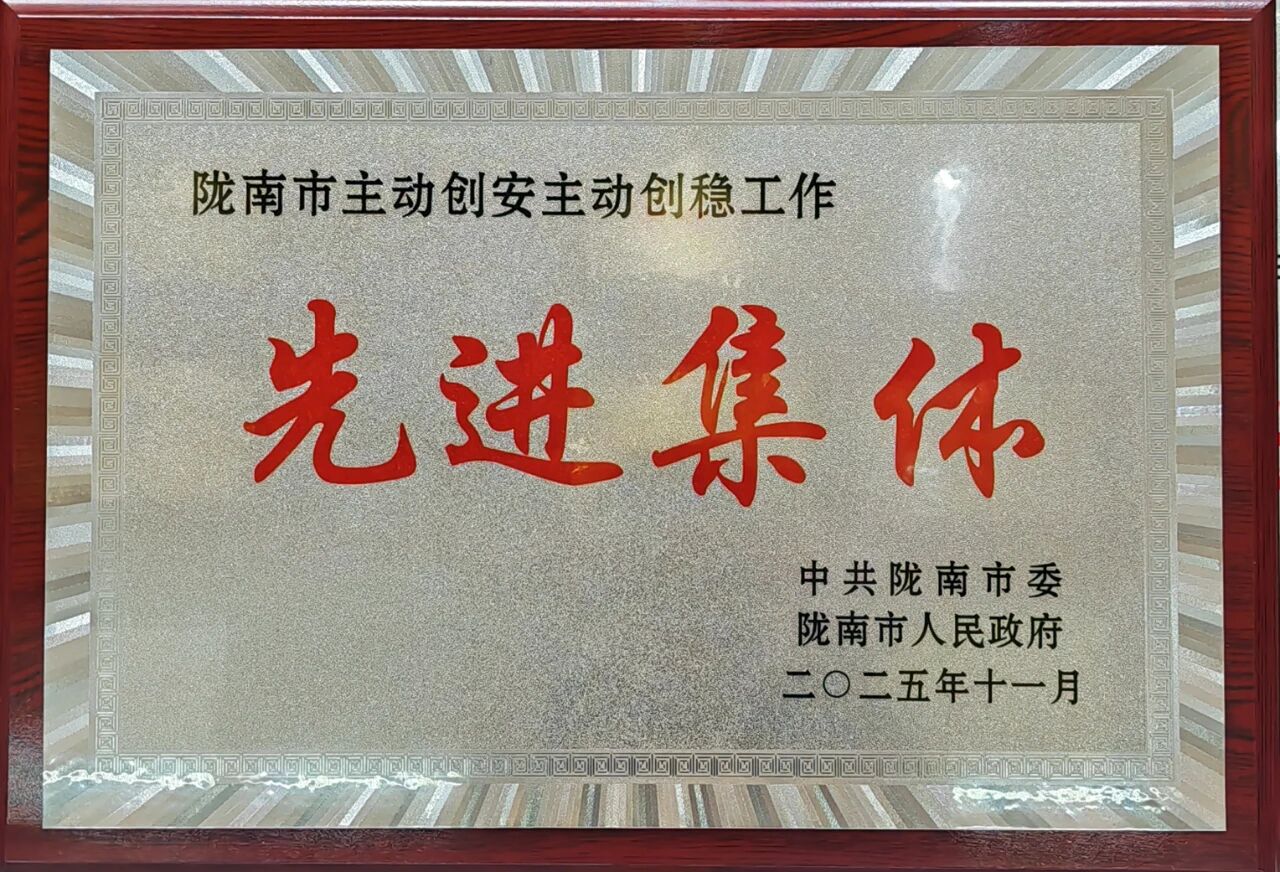 陇南市主动创安主动创稳工作
先进集体
中共陇南市委
陇南市人民政府
二〇二五年十一月